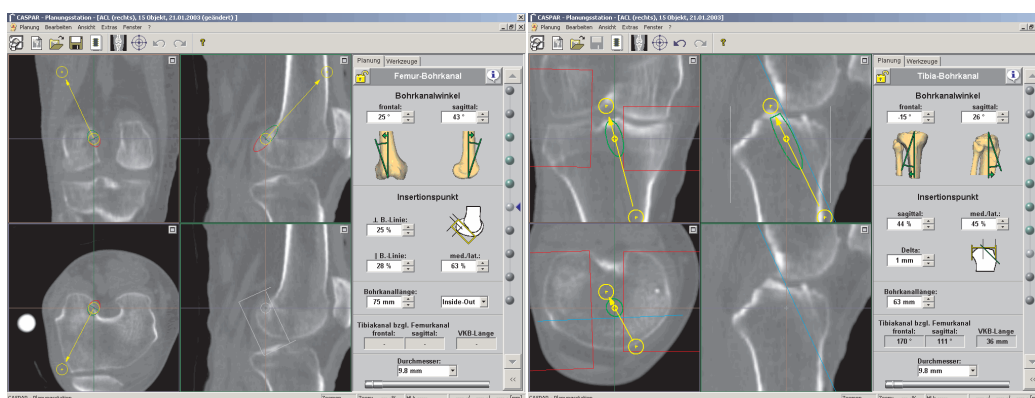 CASPAR - Planungsstation - [ACL (rechts), 15 Objekt, 21.01.2003 (geändert) ]
Planung Bearbeiten Ansicht Extras Fenster ?
Planung Werkzeuge
Femur-Bohrkanal
Bohrkanalwinkel
frontal: sagittal:
25 ° 43 °
Insertionspunkt
⊥ B.-Linie:
25 %
|| B.-Linie: med./lat.:
28 % 63 %
Bohrkanallänge:
75 mm Inside-Out
Tibiakanal bzgl. Femurkanal
frontal: sagittal: VKB-Länge
- - -
Durchmesser:
9.8 mm
CASPAR - Planungsstation
CASPAR - Planungsstation - [ACL (rechts), 15 Objekt, 21.01.2003]
Planung Bearbeiten Ansicht Extras Fenster ?
Planung Werkzeuge
Tibia-Bohrkanal
Bohrkanalwinkel
frontal: sagittal:
-15 ° 26 °
Insertionspunkt
sagittal: med./lat.:
44 % 45 %
Delta:
1 mm
Bohrkanallänge:
63 mm
Tibiakanal bzgl. Femurkanal
frontal: sagittal: VKB-Länge
170 ° 111 ° 36 mm
Durchmesser:
9.8 mm
CASPAR - Planungsstation